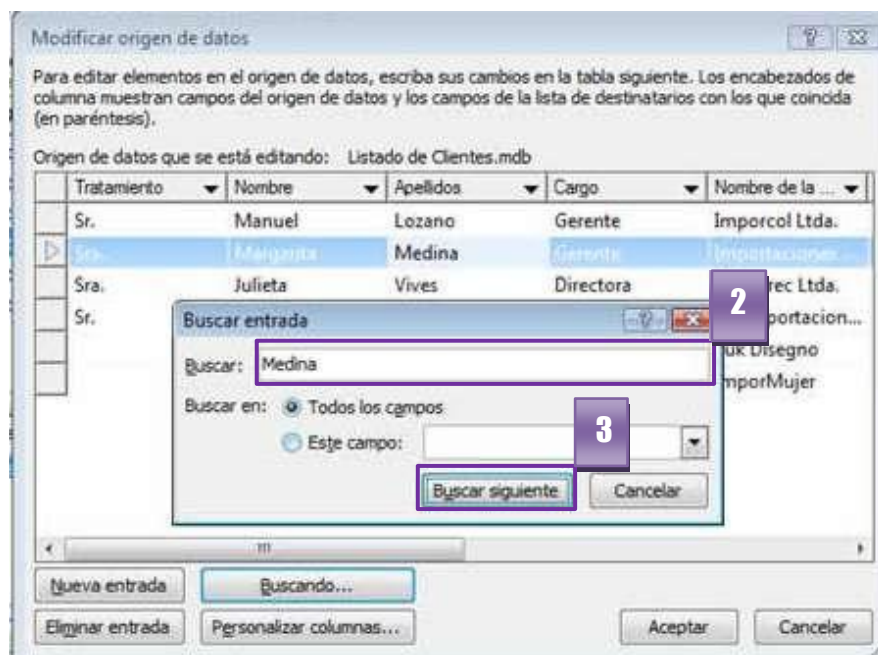 Modificar origen de datos
Para editar elementos en el origen de datos, escriba sus cambios en la tabla siguiente. Los encabezados de
columna muestran campos del origen de datos y los campos de la lista de destinatarios con los que coincida
(en paréntesis).
Origen de datos que se está editando: Listado de Clientes.mdb
Tratamiento Nombre Apellidos Cargo Nombre de la ...
Sr. Manuel Lozano Gerente Imporcol Ltda.
Sra. Margarita Medina Gerente Importaciones
Sra. Julieta Vives Directora rec Ltda.
Sr. portacion...
uk Disegno
mporMujer
2
Buscar entrada
Buscar: Medina
Buscar en: Todos los campos
Este campo:
3
Buscar siguiente Cancelar
Nueva entrada Buscando...
Eliminar entrada Personalizar columnas... Aceptar Cancelar